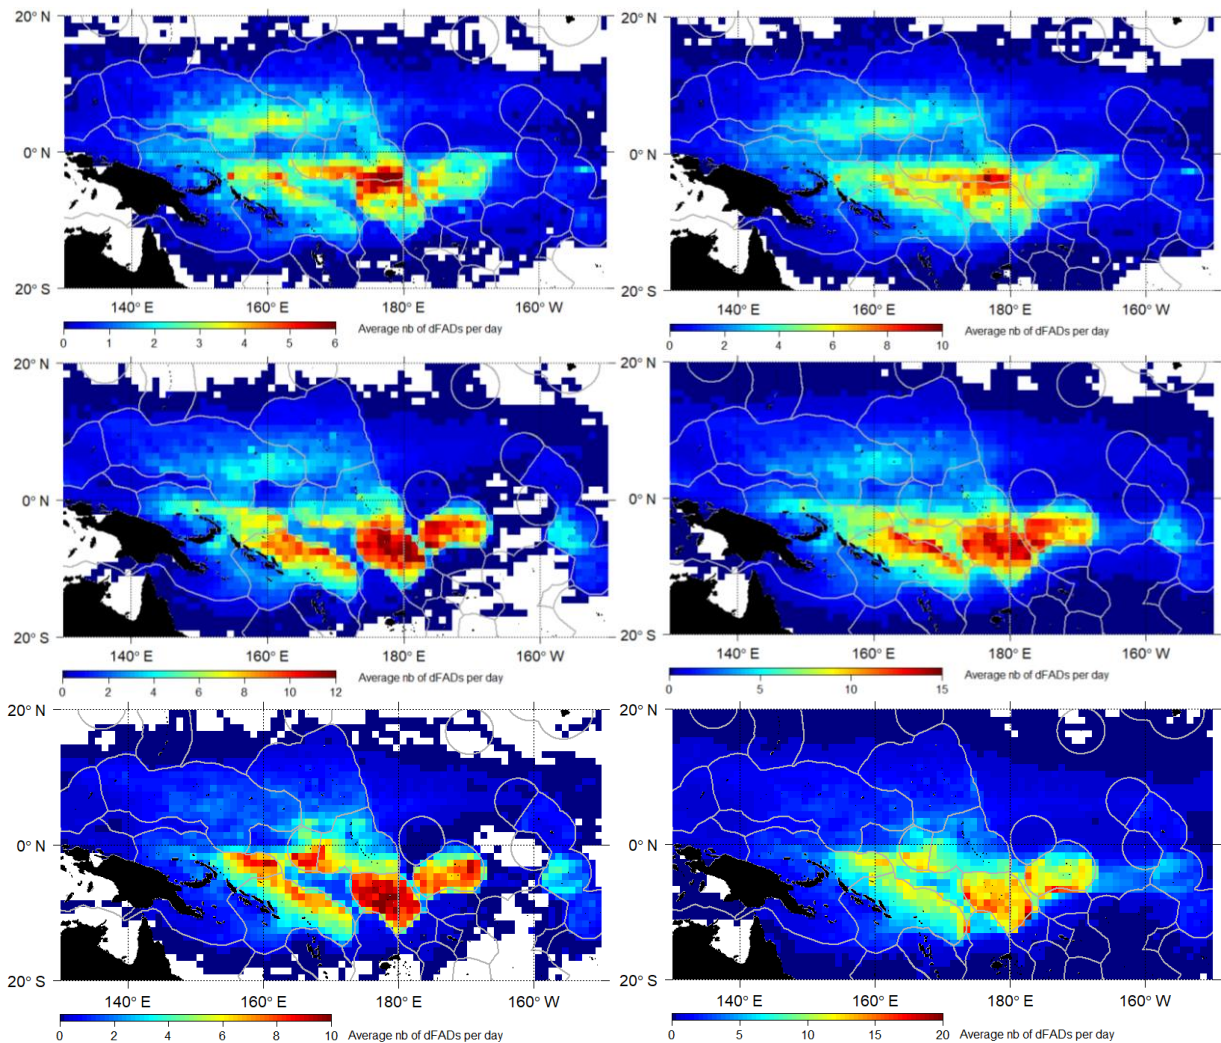 20° N 20° N
0° N 0° N
20° S 20° S
140° E 160° E 180° E 160° W 140° E 160° E 180° E 160° W
0 1 2 3 4 5 6 Average nb of dFADs per day 0 2 4 6 8 10 Average nb of dFADs per day
20° N 20° N
0° N 0° N
20° S 20° S
140° E 160° E 180° E 160° W 140° E 160° E 180° E 160° W
0 2 4 6 8 10 12 Average nb of dFADs per day 0 5 10 15 Average nb of dFADs per day
20° N 20° N
0° N 0° N
20° S 20° S
140° E 160° E 180° E 160° W 140° E 160° E 180° E 160° W
0 2 4 6 8 10 Average nb of dFADs per day 0 5 10 15 20 Average nb of dFADs per day